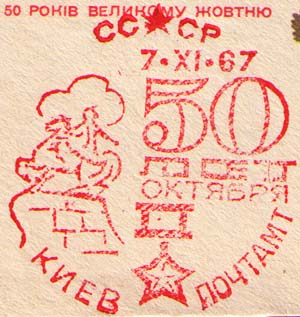 50 РОКІВ ВЕЛИКОМУ ЖОВТНЮ
СССР
7·XI·67
50
ЛЕТ
ОКТЯБРЯ
КИЕВ ПОЧТАМТ